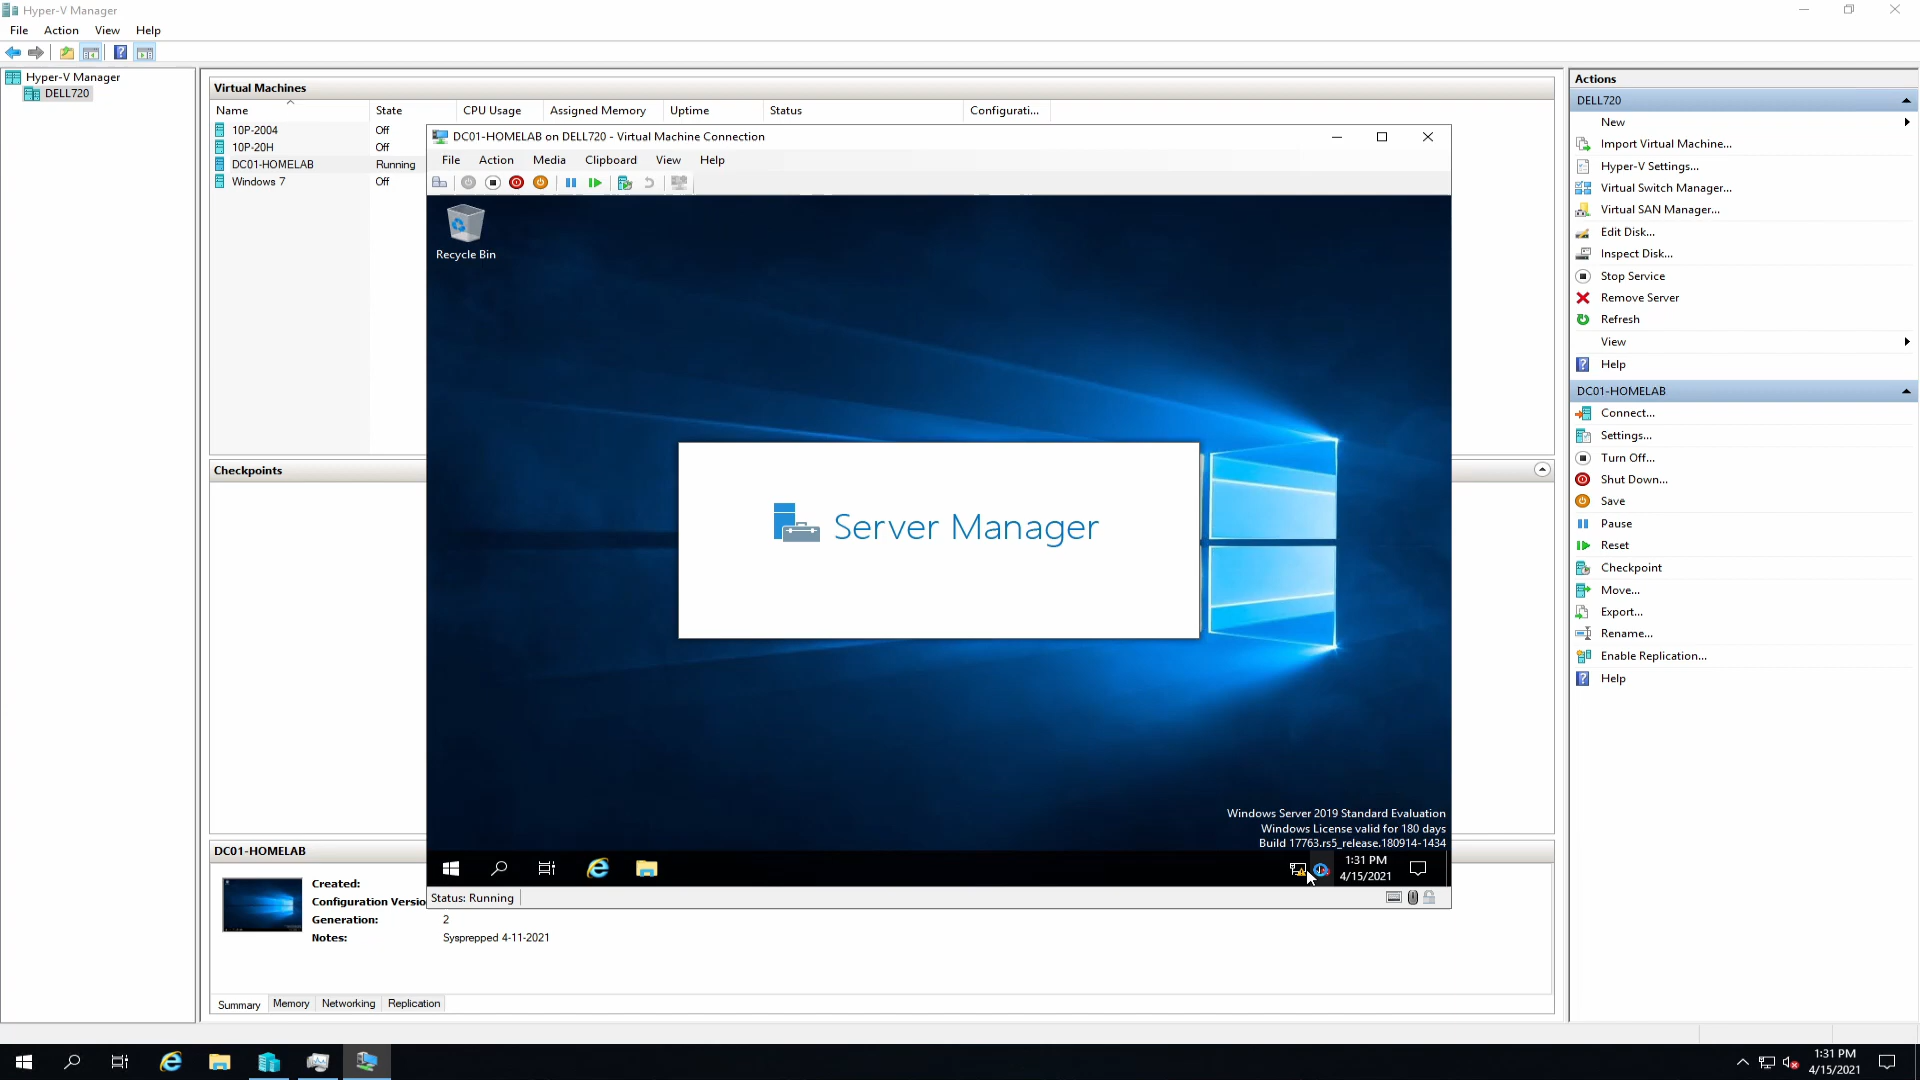 Hyper-V Manager
File Action View Help
Hyper-V Manager
DELL720
Virtual Machines
Name State CPU Usage Assigned Memory Uptime Status Configurati...
10P-2004 Off
10P-20H Off
DC01-HOMELAB Running
Windows 7 Off
DC01-HOMELAB on DELL720 - Virtual Machine Connection
File Action Media Clipboard View Help
Recycle Bin
Server Manager
Windows Server 2019 Standard Evaluation
Windows License valid for 180 days
Build 17763.rs5_release.180914-1434
1:31 PM
4/15/2021
Status: Running
Checkpoints
DC01-HOMELAB
Created:
Configuration Versio
Generation: 2
Notes: Sysprepped 4-11-2021
Summary Memory Networking Replication
Actions
DELL720
New
Import Virtual Machine...
Hyper-V Settings...
Virtual Switch Manager...
Virtual SAN Manager...
Edit Disk...
Inspect Disk...
Stop Service
Remove Server
Refresh
View
Help
DC01-HOMELAB
Connect...
Settings...
Turn Off...
Shut Down...
Save
Pause
Reset
Checkpoint
Move...
Export...
Rename...
Enable Replication...
Help
1:31 PM
4/15/2021